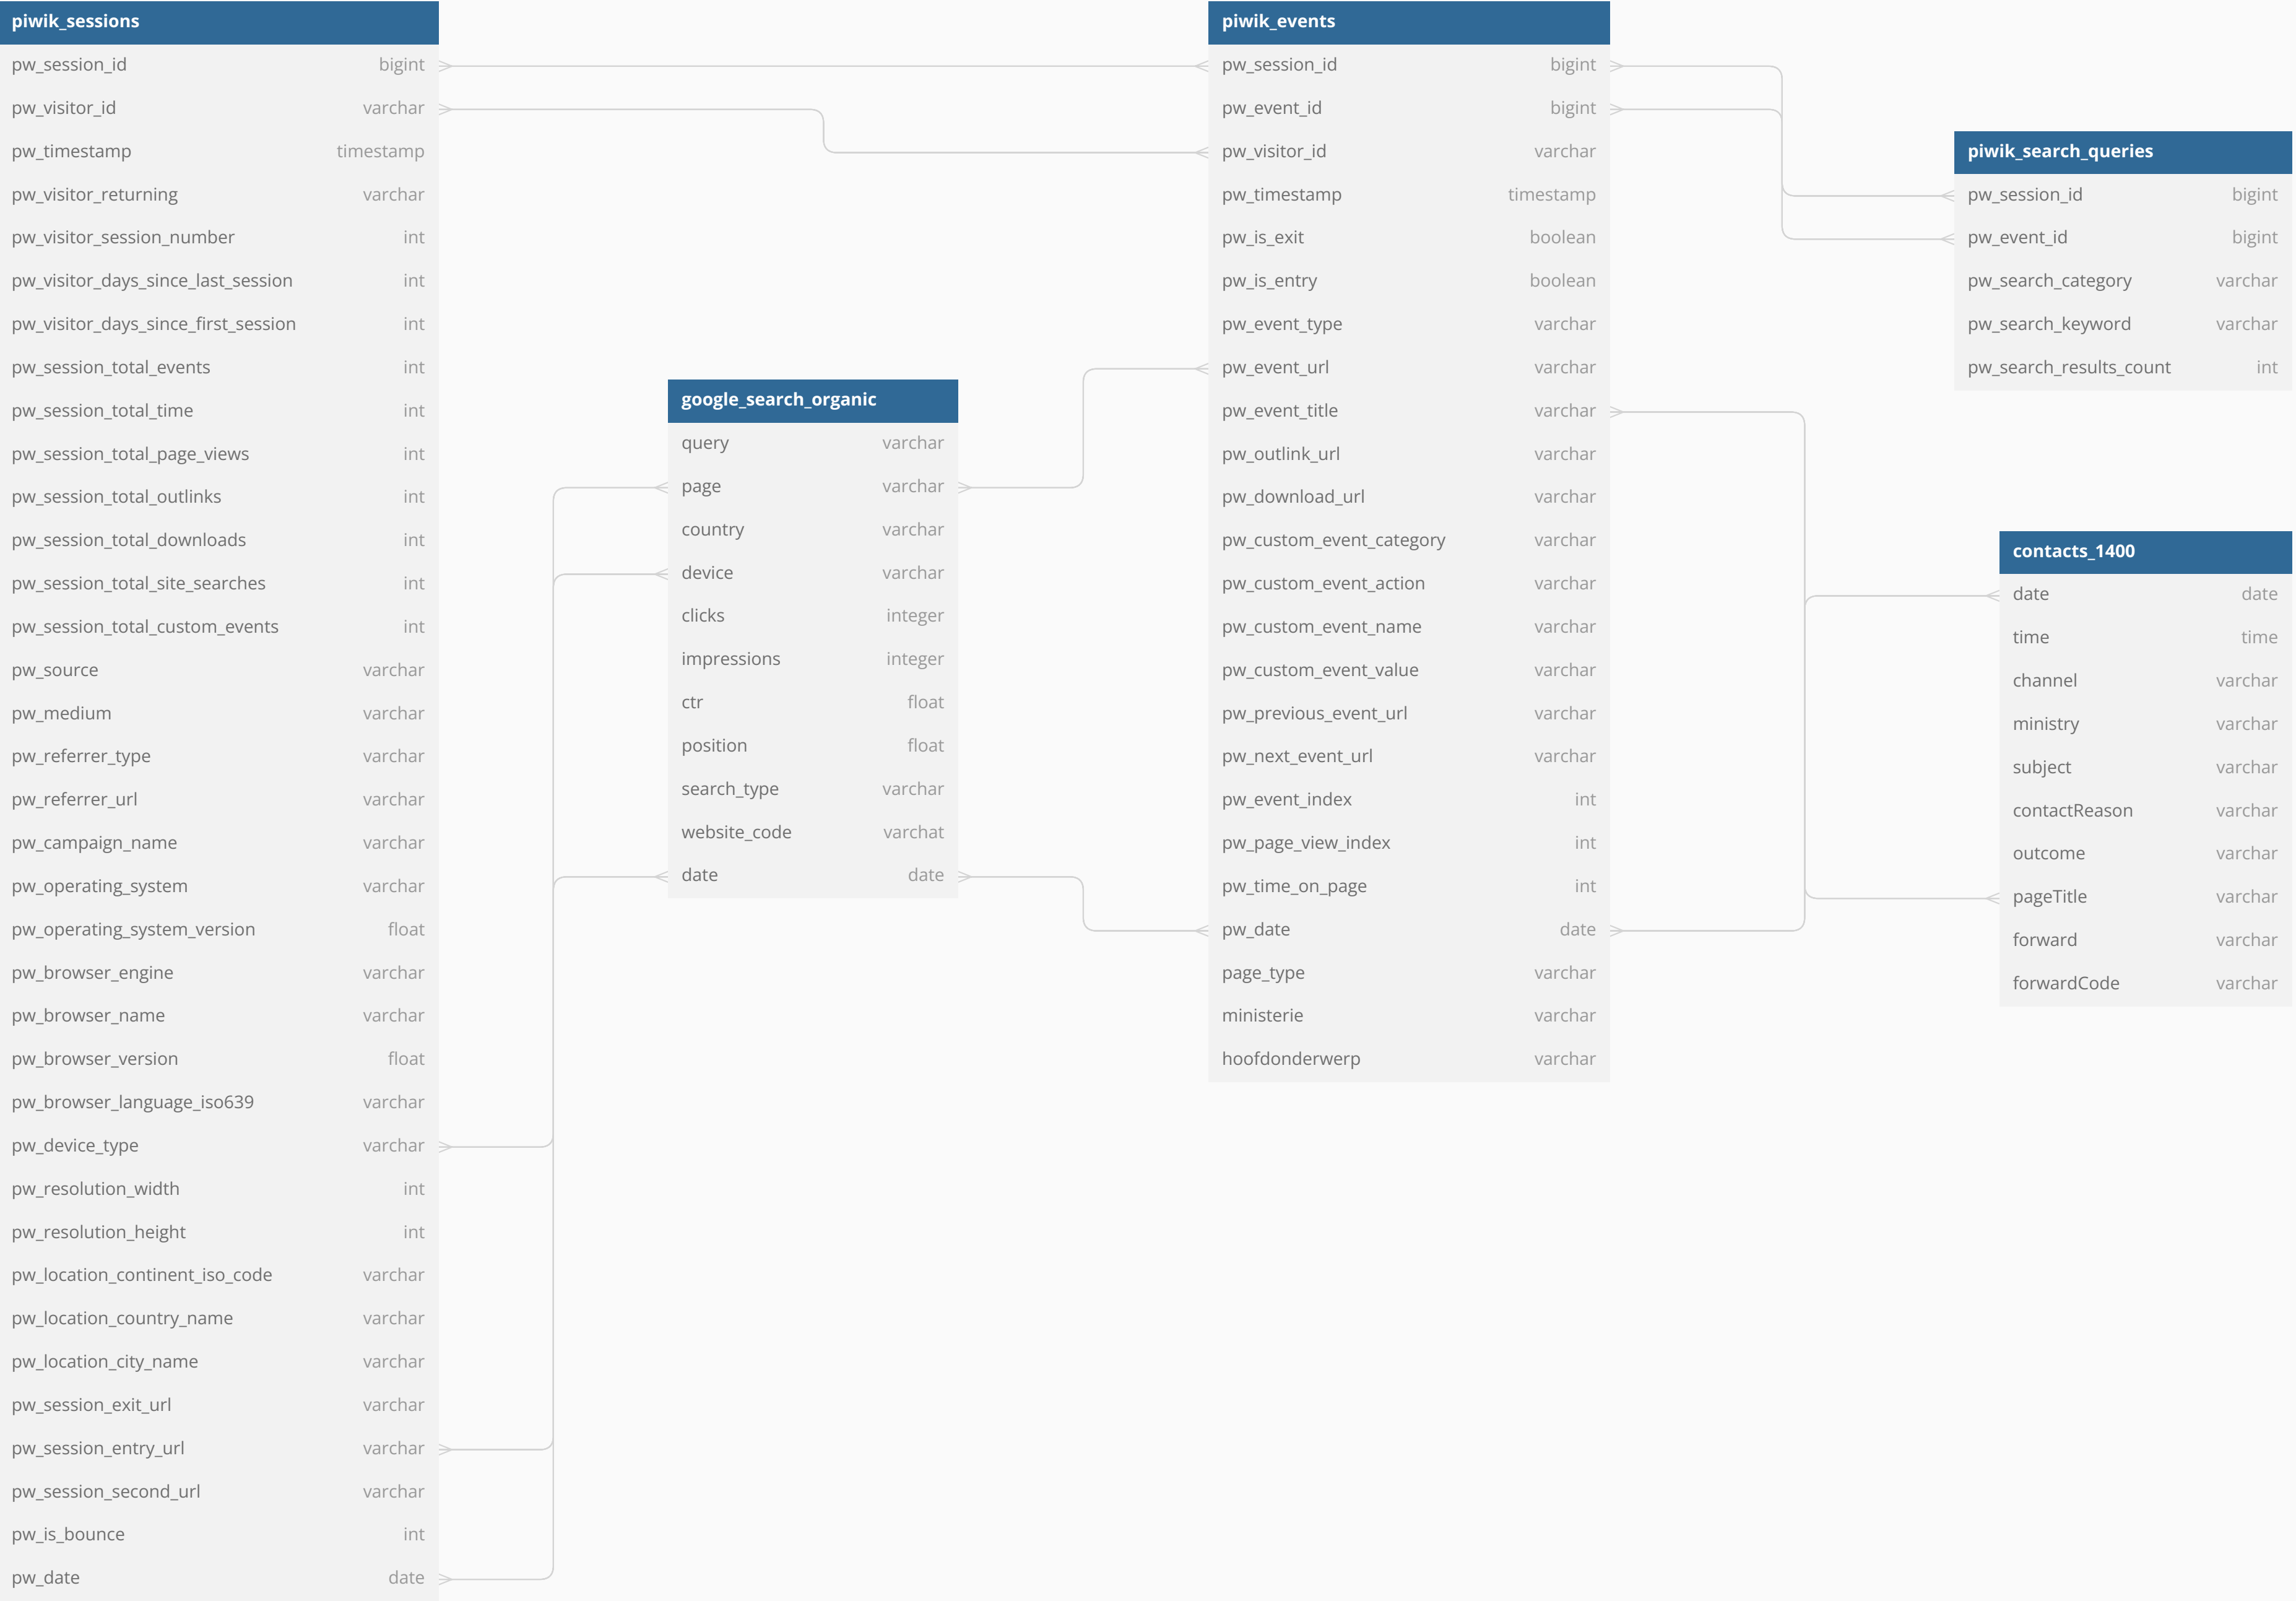 piwik_sessions
pw_session_id bigint
pw_visitor_id varchar
pw_timestamp timestamp
pw_visitor_returning varchar
pw_visitor_session_number int
pw_visitor_days_since_last_session int
pw_visitor_days_since_first_session int
pw_session_total_events int
pw_session_total_time int
pw_session_total_page_views int
pw_session_total_outlinks int
pw_session_total_downloads int
pw_session_total_site_searches int
pw_session_total_custom_events int
pw_source varchar
pw_medium varchar
pw_referrer_type varchar
pw_referrer_url varchar
pw_campaign_name varchar
pw_operating_system varchar
pw_operating_system_version float
pw_browser_engine varchar
pw_browser_name varchar
pw_browser_version float
pw_browser_language_iso639 varchar
pw_device_type varchar
pw_resolution_width int
pw_resolution_height int
pw_location_continent_iso_code varchar
pw_location_country_name varchar
pw_location_city_name varchar
pw_session_exit_url varchar
pw_session_entry_url varchar
pw_session_second_url varchar
pw_is_bounce int
pw_date date
google_search_organic
query varchar
page varchar
country varchar
device varchar
clicks integer
impressions integer
ctr float
position float
search_type varchar
website_code varchat
date date
piwik_events
pw_session_id bigint
pw_event_id bigint
pw_visitor_id varchar
pw_timestamp timestamp
pw_is_exit boolean
pw_is_entry boolean
pw_event_type varchar
pw_event_url varchar
pw_event_title varchar
pw_outlink_url varchar
pw_download_url varchar
pw_custom_event_category varchar
pw_custom_event_action varchar
pw_custom_event_name varchar
pw_custom_event_value varchar
pw_previous_event_url varchar
pw_next_event_url varchar
pw_event_index int
pw_page_view_index int
pw_time_on_page int
pw_date date
page_type varchar
ministerie varchar
hoofdonderwerp varchar
piwik_search_queries
pw_session_id bigint
pw_event_id bigint
pw_search_category varchar
pw_search_keyword varchar
pw_search_results_count int
contacts_1400
date date
time time
channel varchar
ministry varchar
subject varchar
contactReason varchar
outcome varchar
pageTitle varchar
forward varchar
forwardCode varchar